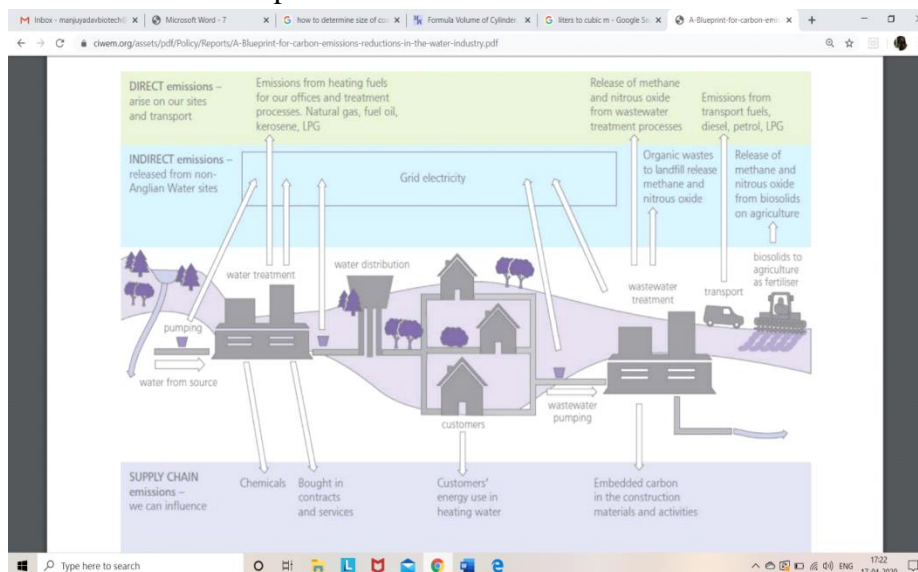 Inbox - manjuyadavbiotech@
Microsoft Word - 7
how to determine size of co
Formula Volume of Cylinder
liters to cubic m - Google Se
A-Blueprint-for-carbon-emis
ciwem.org/assets/pdf/Policy/Reports/A-Blueprint-for-carbon-emissions-reductions-in-the-water-industry.pdf
DIRECT emissions –
arise on our sites
and transport
Emissions from heating fuels
for our offices and treatment
processes. Natural gas, fuel oil,
kerosene, LPG
Release of methane
and nitrous oxide
from wastewater
treatment processes
Emissions from
transport fuels,
diesel, petrol, LPG
INDIRECT emissions –
released from non-
Anglian Water sites
Grid electricity
Organic wastes
to landfill release
methane and
nitrous oxide
Release of
methane and
nitrous oxide
from biosolids
on agriculture
water treatment
water distribution
wastewater
treatment
transport
biosolids to
agriculture
as fertiliser
pumping
water from source
customers
wastewater
pumping
SUPPLY CHAIN
emissions –
we can influence
Chemicals
Bought in
contracts
and services
Customers'
energy use in
heating water
Embedded carbon
in the construction
materials and activities
Type here to search
ENG
17:22
17-04-2020